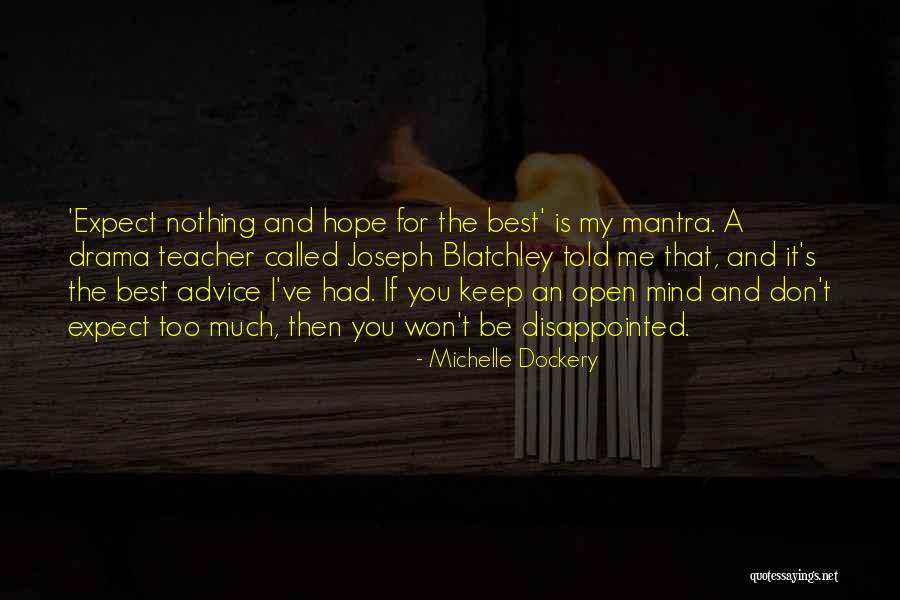 'Expect nothing and hope for the best' is my mantra. A
drama teacher called Joseph Blatchley told me that, and it's
the best advice I've had. If you keep an open mind and don't
expect too much, then you won't be disappointed.
- Michelle Dockery
quotessayings.net